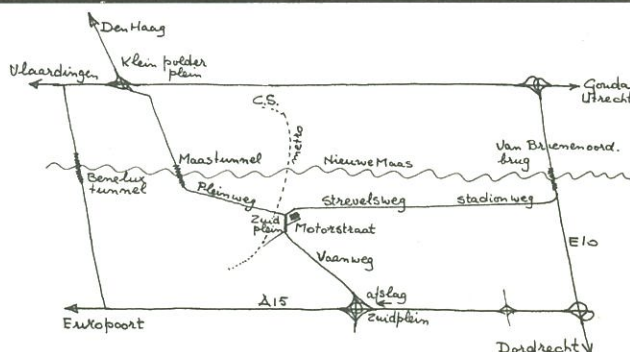 Den Haag
Klein polder
plein
Vlaardingen
Gouda
Utrecht
C.S.
metro
Van Brienenoord.
brug
Maastunnel
Nieuwe Maas
Benelux
tunnel
Pleinweg
Strevelsweg
stadionweg
Zuid
plein
Motorstraat
E10
Vaanweg
A15
afslag
Zuidplein
Europoort
Dordrecht